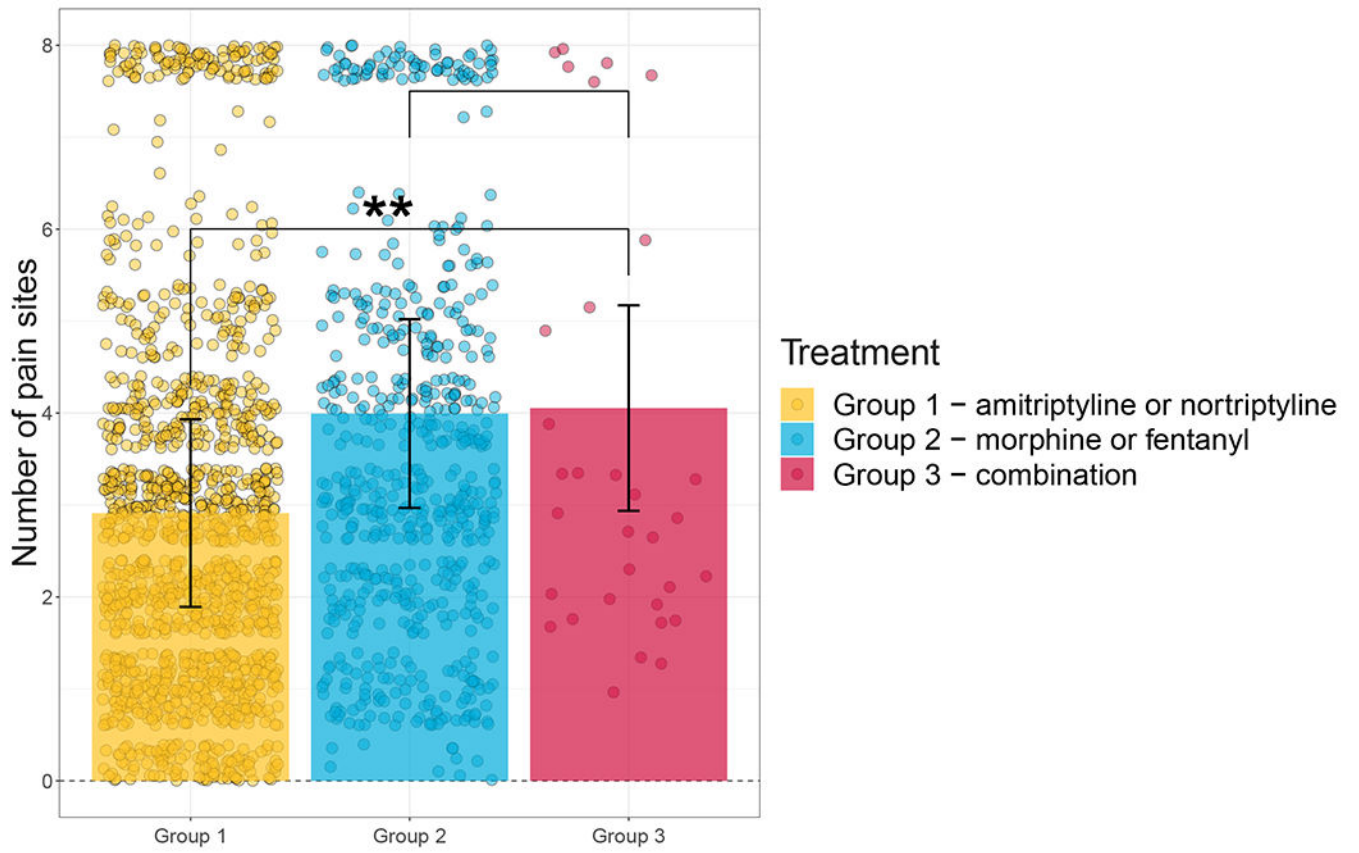 Number of pain sites
8
6
4
2
0
**
Group 1
Group 2
Group 3
Treatment
Group 1 − amitriptyline or nortriptyline
Group 2 − morphine or fentanyl
Group 3 − combination